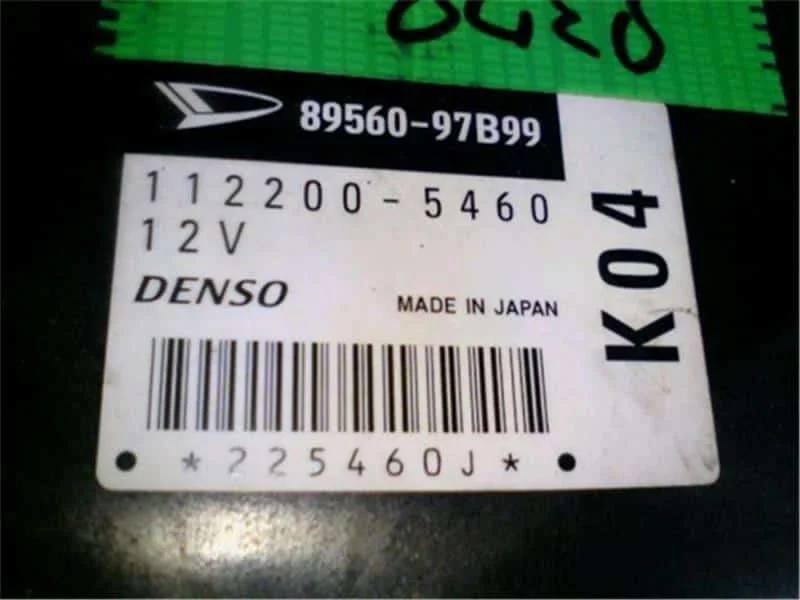 89560-97B99
112200-5460
12V
DENSO
MADE IN JAPAN
K04
*225460J*